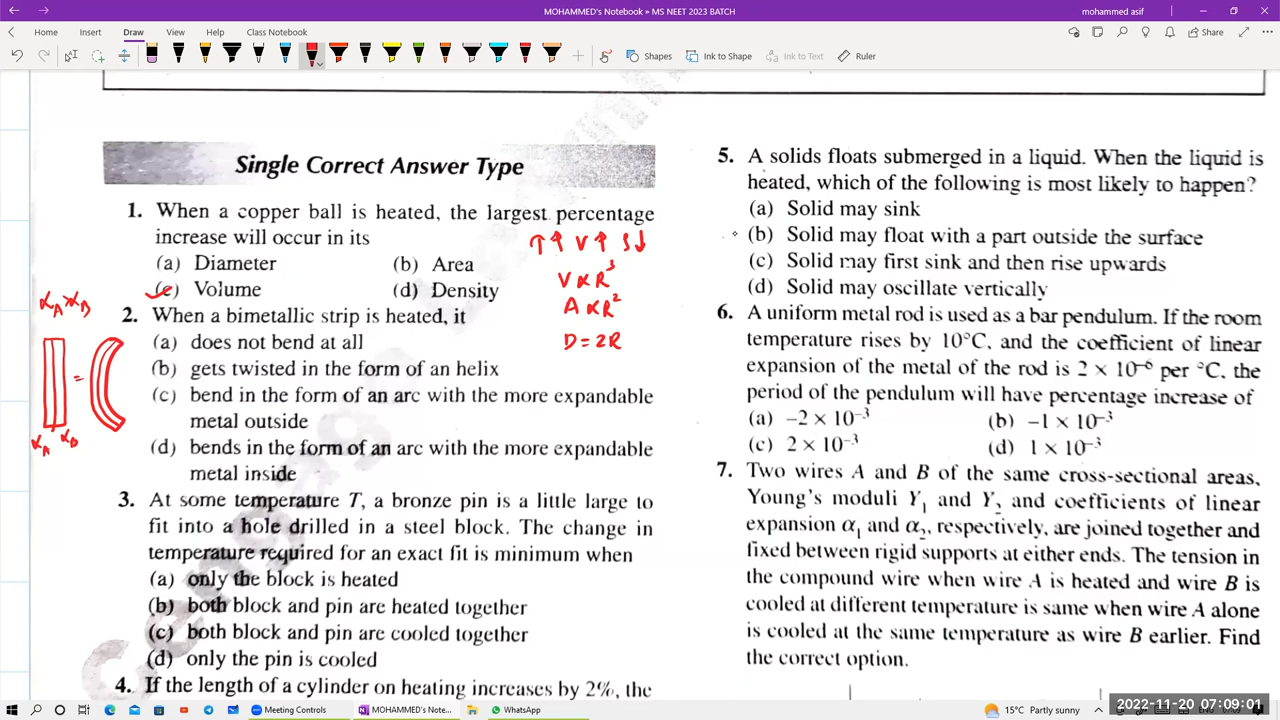 MOHAMMED's Notebook » MS NEET 2023 BATCH
mohammed asif
Home Insert Draw View Help Class Notebook
Share
Shapes Ink to Shape Ink to Text Ruler
Single Correct Answer Type
1. When a copper ball is heated, the largest percentage
increase will occur in its
(a) Diameter (b) Area
(c) Volume (d) Density
T↑ V↑ ρ↓
V ∝ R³
A ∝ R²
D = 2R
2. When a bimetallic strip is heated, it
(a) does not bend at all
(b) gets twisted in the form of an helix
(c) bend in the form of an arc with the more expandable
metal outside
(d) bends in the form of an arc with the more expandable
metal inside
αA > αB
=
αA αB
3. At some temperature T, a bronze pin is a little large to
fit into a hole drilled in a steel block. The change in
temperature required for an exact fit is minimum when
(a) only the block is heated
(b) both block and pin are heated together
(c) both block and pin are cooled together
(d) only the pin is cooled
4. If the length of a cylinder on heating increases by 2%, the
5. A solids floats submerged in a liquid. When the liquid is
heated, which of the following is most likely to happen?
(a) Solid may sink
(b) Solid may float with a part outside the surface
(c) Solid may first sink and then rise upwards
(d) Solid may oscillate vertically
6. A uniform metal rod is used as a bar pendulum. If the room
temperature rises by 10°C, and the coefficient of linear
expansion of the metal of the rod is 2 × 10⁻⁶ per °C, the
period of the pendulum will have percentage increase of
(a) −2 × 10⁻³ (b) −1 × 10⁻³
(c) 2 × 10⁻³ (d) 1 × 10⁻³
7. Two wires A and B of the same cross-sectional areas,
Young's moduli Y₁ and Y₂ and coefficients of linear
expansion α₁ and α₂, respectively, are joined together and
fixed between rigid supports at either ends. The tension in
the compound wire when wire A is heated and wire B is
cooled at different temperature is same when wire A alone
is cooled at the same temperature as wire B earlier. Find
the correct option.
Meeting Controls MOHAMMED's Note... WhatsApp
15°C Partly sunny
2022-11-20 07:09:01